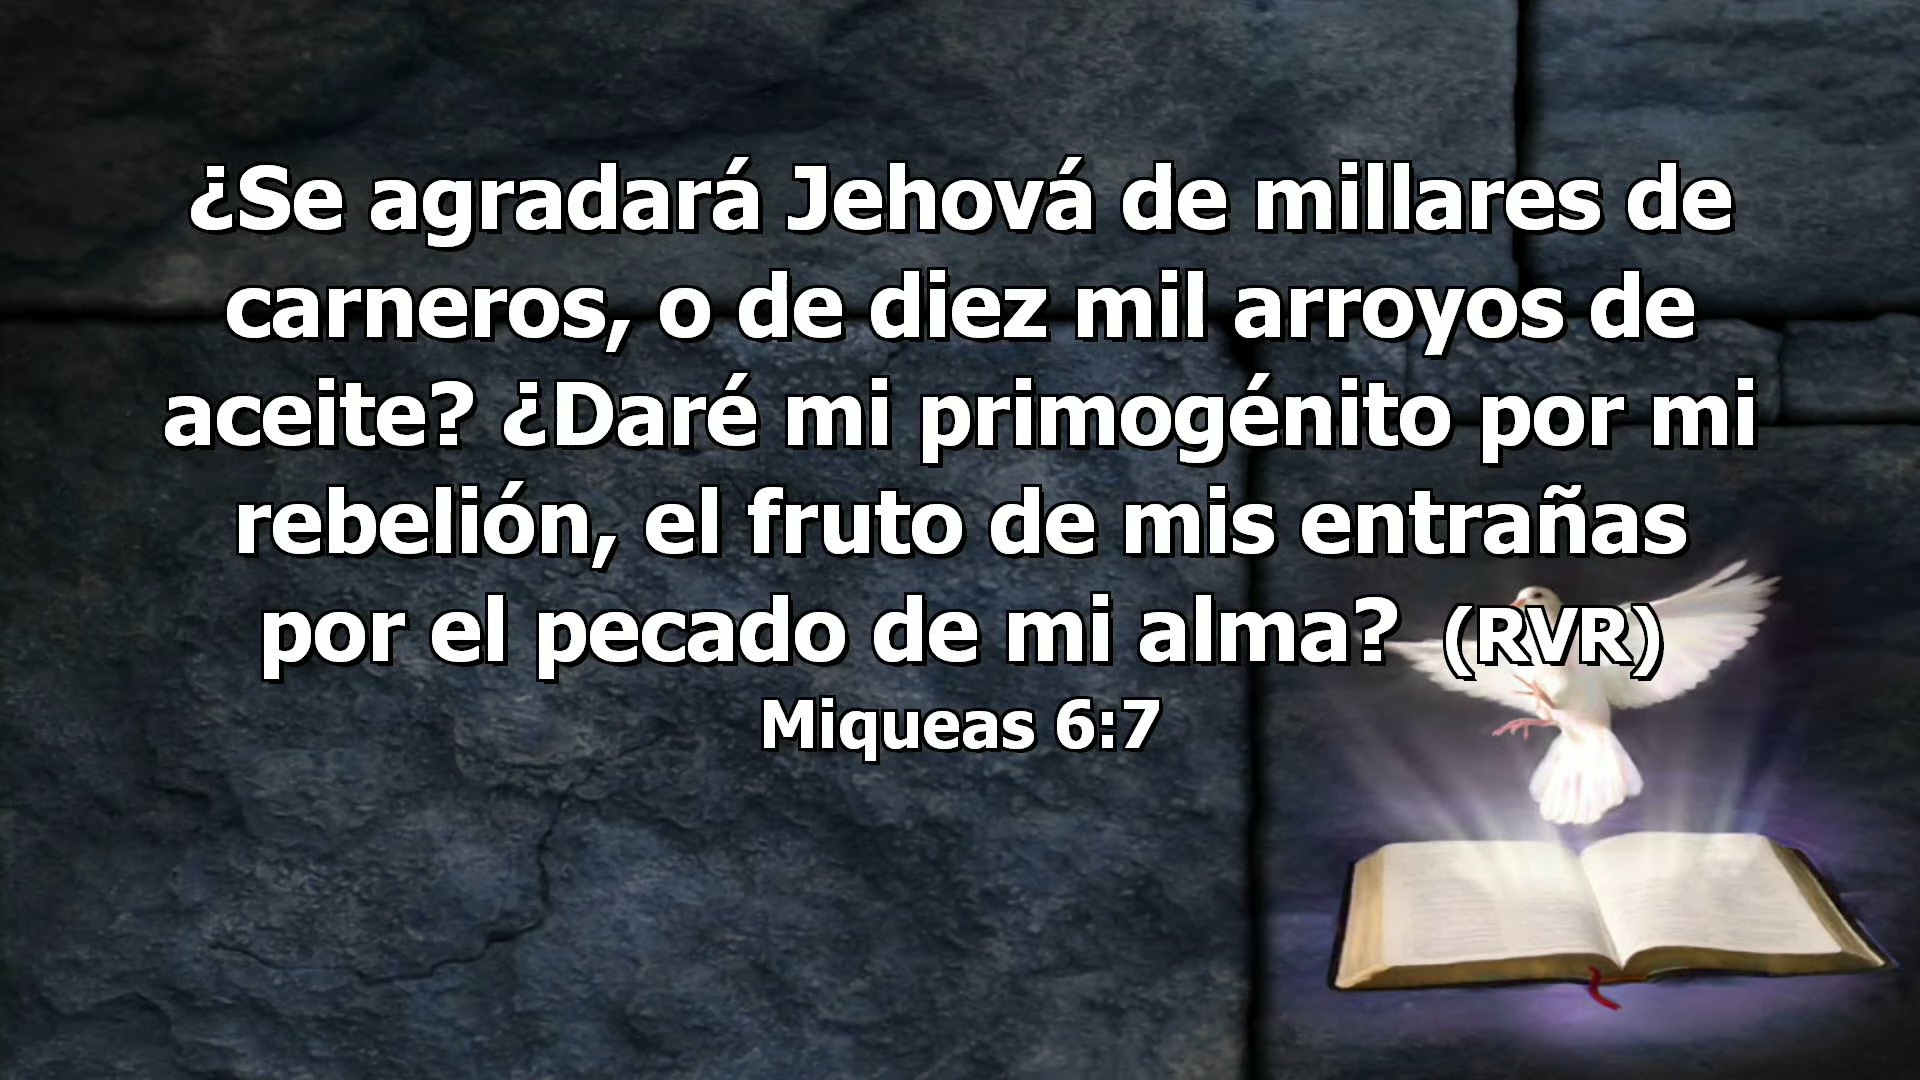 ¿Se agradará Jehová de millares de
carneros, o de diez mil arroyos de
aceite? ¿Daré mi primogénito por mi
rebelión, el fruto de mis entrañas
por el pecado de mi alma? (RVR)
Miqueas 6:7